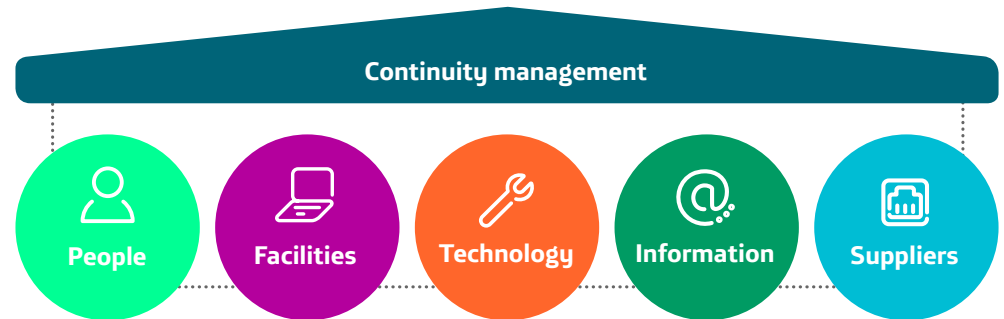 Continuity management
People
Facilities
Technology
Information
Suppliers